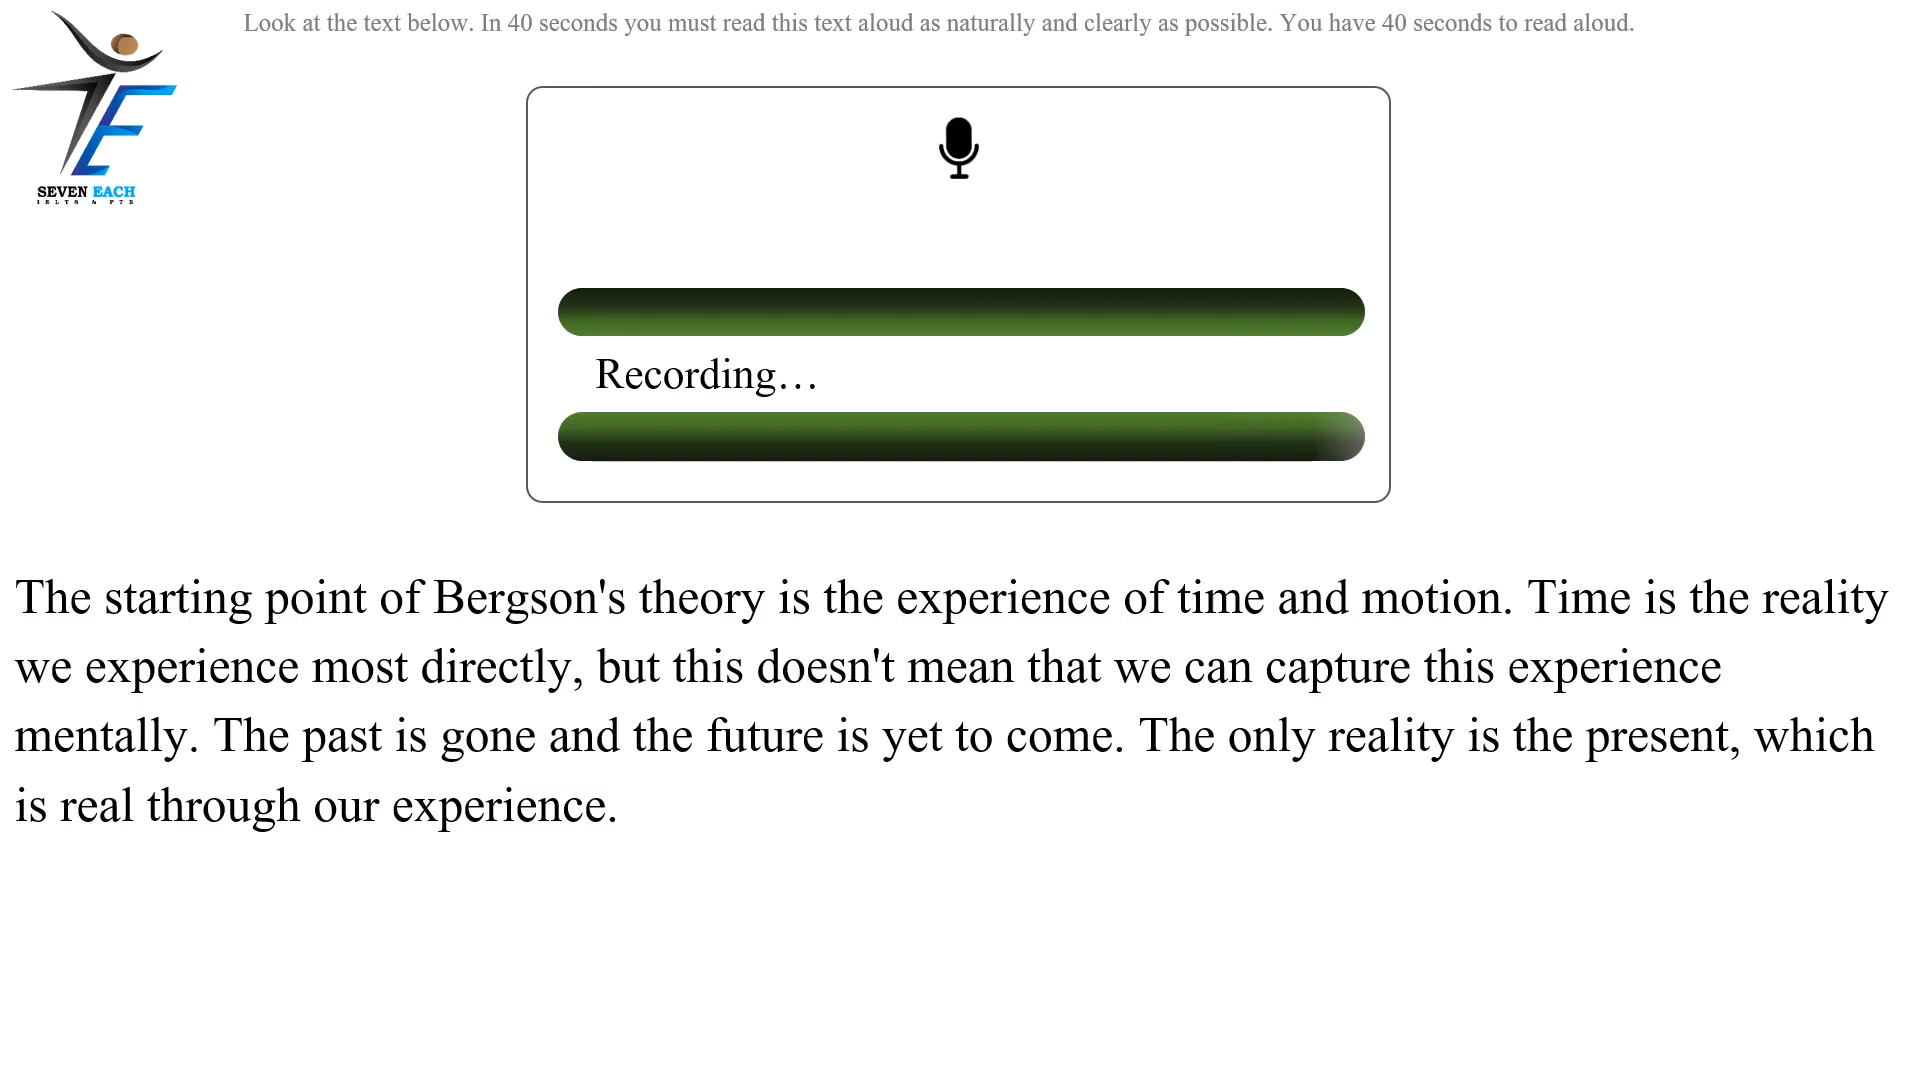 Look at the text below. In 40 seconds you must read this text aloud as naturally and clearly as possible. You have 40 seconds to read aloud.
SEVEN EACH
IELTS & PTE
Recording…
The starting point of Bergson's theory is the experience of time and motion. Time is the reality
we experience most directly, but this doesn't mean that we can capture this experience
mentally. The past is gone and the future is yet to come. The only reality is the present, which
is real through our experience.